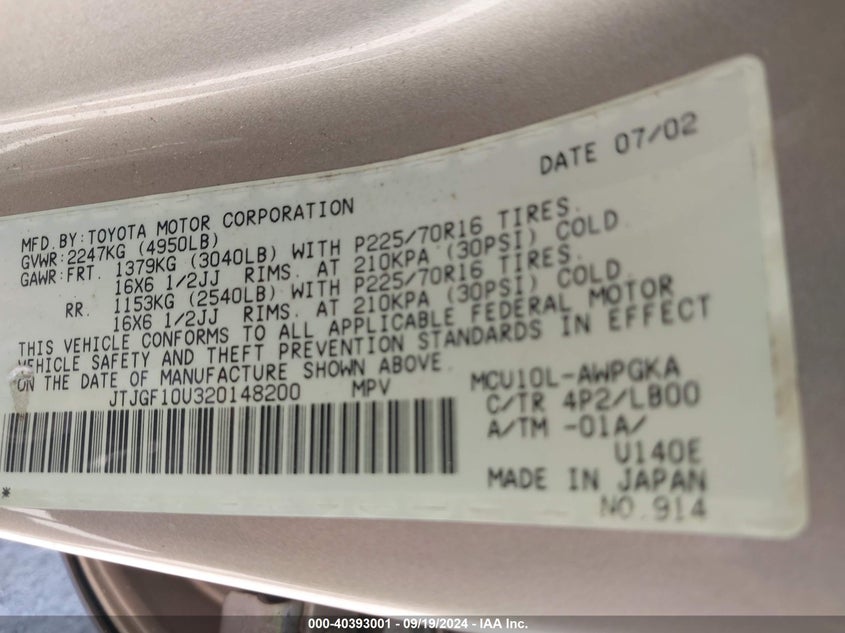 DATE 07/02
MFD.BY:TOYOTA MOTOR CORPORATION
GVWR:2247KG (4950LB)
GAWR:FRT. 1379KG (3040LB) WITH P225/70R16 TIRES.
16X6 1/2JJ RIMS. AT 210KPA (30PSI) COLD.
RR. 1153KG (2540LB) WITH P225/70R16 TIRES.
16X6 1/2JJ RIMS. AT 210KPA (30PSI) COLD.
THIS VEHICLE CONFORMS TO ALL APPLICABLE FEDERAL MOTOR
VEHICLE SAFETY AND THEFT PREVENTION STANDARDS IN EFFECT
ON THE DATE OF MANUFACTURE SHOWN ABOVE.
JTJGF10U320148200 MPV
MCU10L-AWPGKA
C/TR 4P2/LB00
A/TM -01A/
U140E
MADE IN JAPAN
NO.914
*
000-40393001 - 09/19/2024 - IAA Inc.